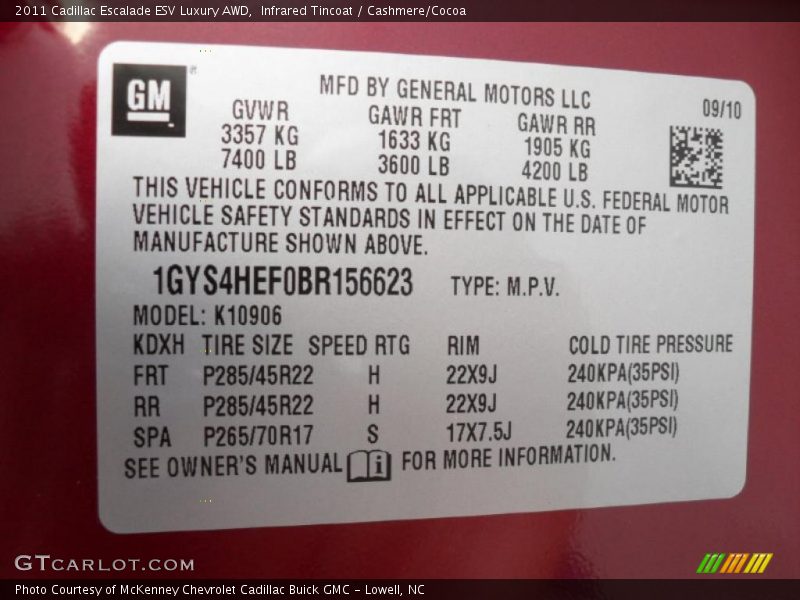 2011 Cadillac Escalade ESV Luxury AWD, Infrared Tincoat / Cashmere/Cocoa
GM
MFD BY GENERAL MOTORS LLC
GVWR GAWR FRT GAWR RR 09/10
3357 KG 1633 KG 1905 KG
7400 LB 3600 LB 4200 LB
THIS VEHICLE CONFORMS TO ALL APPLICABLE U.S. FEDERAL MOTOR
VEHICLE SAFETY STANDARDS IN EFFECT ON THE DATE OF
MANUFACTURE SHOWN ABOVE.
1GYS4HEF0BR156623 TYPE: M.P.V.
MODEL: K10906
KDXH TIRE SIZE SPEED RTG RIM COLD TIRE PRESSURE
FRT P285/45R22 H 22X9J 240KPA(35PSI)
RR P285/45R22 H 22X9J 240KPA(35PSI)
SPA P265/70R17 S 17X7.5J 240KPA(35PSI)
SEE OWNER'S MANUAL i FOR MORE INFORMATION.
GTCARLOT.COM
Photo Courtesy of McKenney Chevrolet Cadillac Buick GMC - Lowell, NC